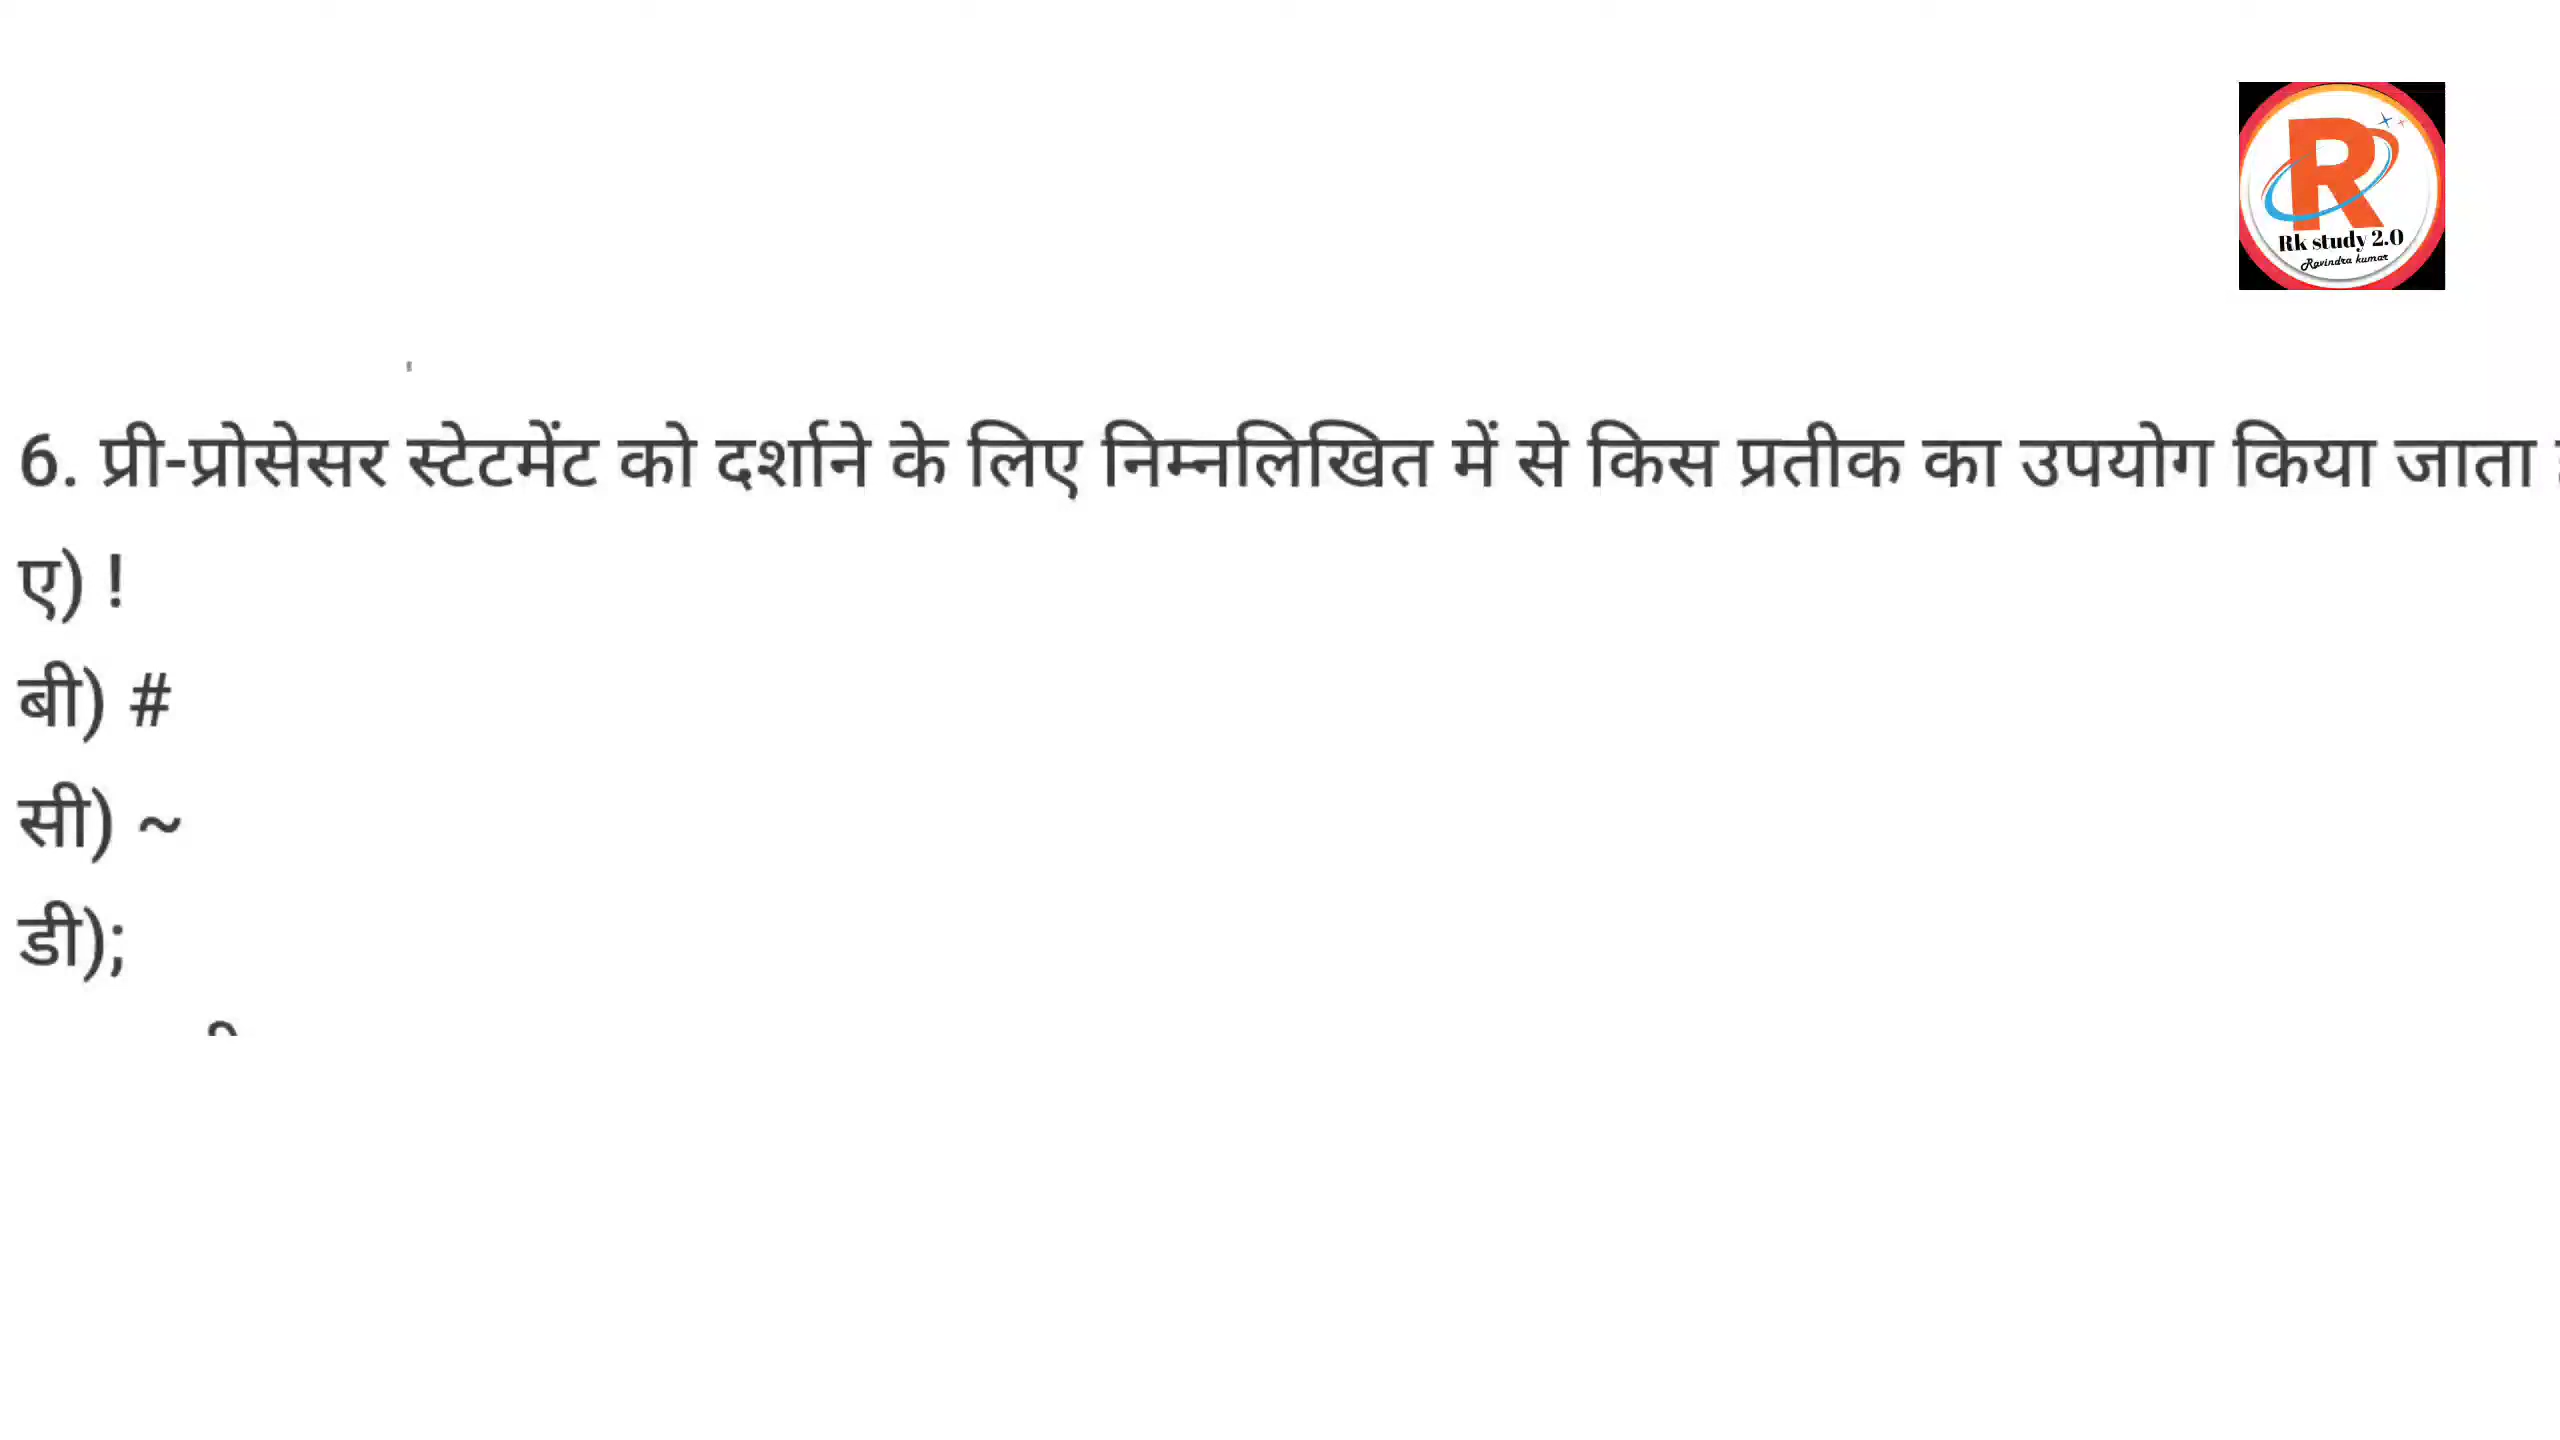 R
Rk study 2.0
Ravindra kumar
6. प्री-प्रोसेसर स्टेटमेंट को दर्शाने के लिए निम्नलिखित में से किस प्रतीक का उपयोग किया जाता
ए) !
बी) #
सी) ~
डी);